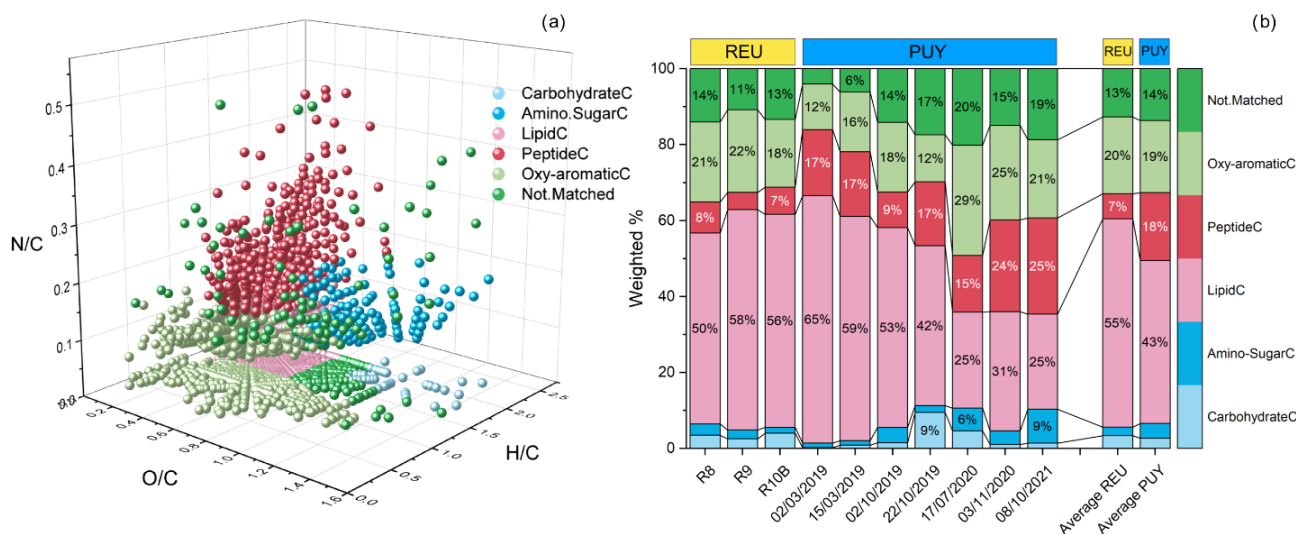 (a)
CarbohydrateC
Amino.SugarC
LipidC
PeptideC
Oxy-aromaticC
Not.Matched
N/C
0.5
0.4
0.3
0.2
0.1
0.0
0.2
0.4
0.6
0.8
1.0
1.2
1.4
1.6
O/C
0.0
0.5
1.0
1.5
2.0
2.5
H/C
(b)
REU PUY REU PUY
Weighted %
100
80
60
40
20
0
14% 11% 13% 6% 14% 17% 20% 15% 19% 13% 14%
21% 22% 18% 12% 16% 18% 12% 29% 25% 21% 20% 19%
8% 7% 17% 17% 9% 17% 15% 24% 25% 7% 18%
50% 58% 56% 65% 59% 53% 42% 25% 31% 25% 55% 43%
9% 6% 9%
R8 R9 R10B 02/03/2019 15/03/2019 02/10/2019 22/10/2019 17/07/2020 03/11/2020 08/10/2021 Average REU Average PUY
Not.Matched
Oxy-aromaticC
PeptideC
LipidC
Amino-SugarC
CarbohydrateC